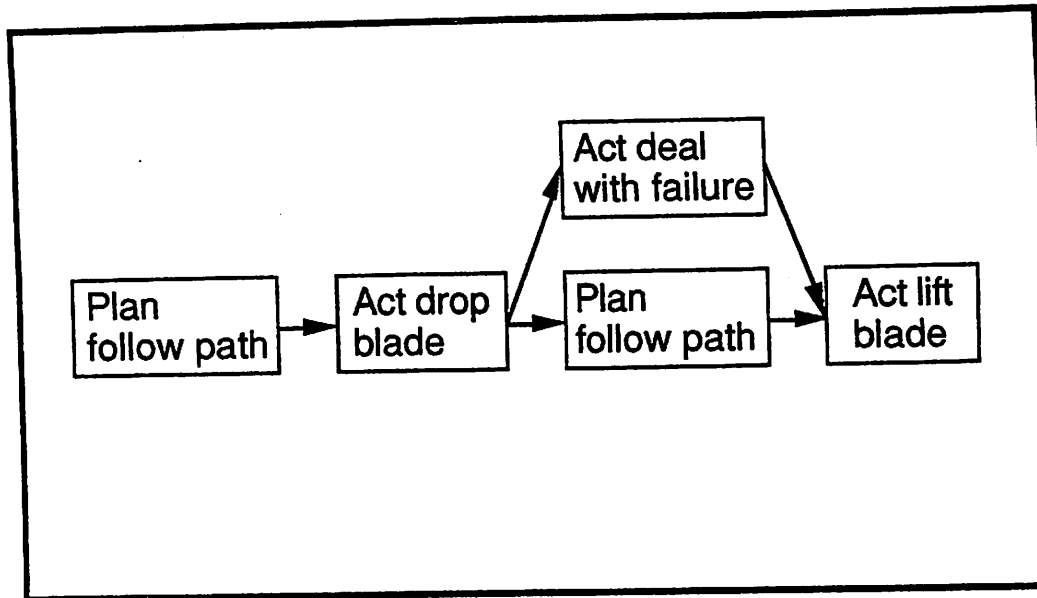 Act deal
with failure
Plan
follow path
Act drop
blade
Plan
follow path
Act lift
blade